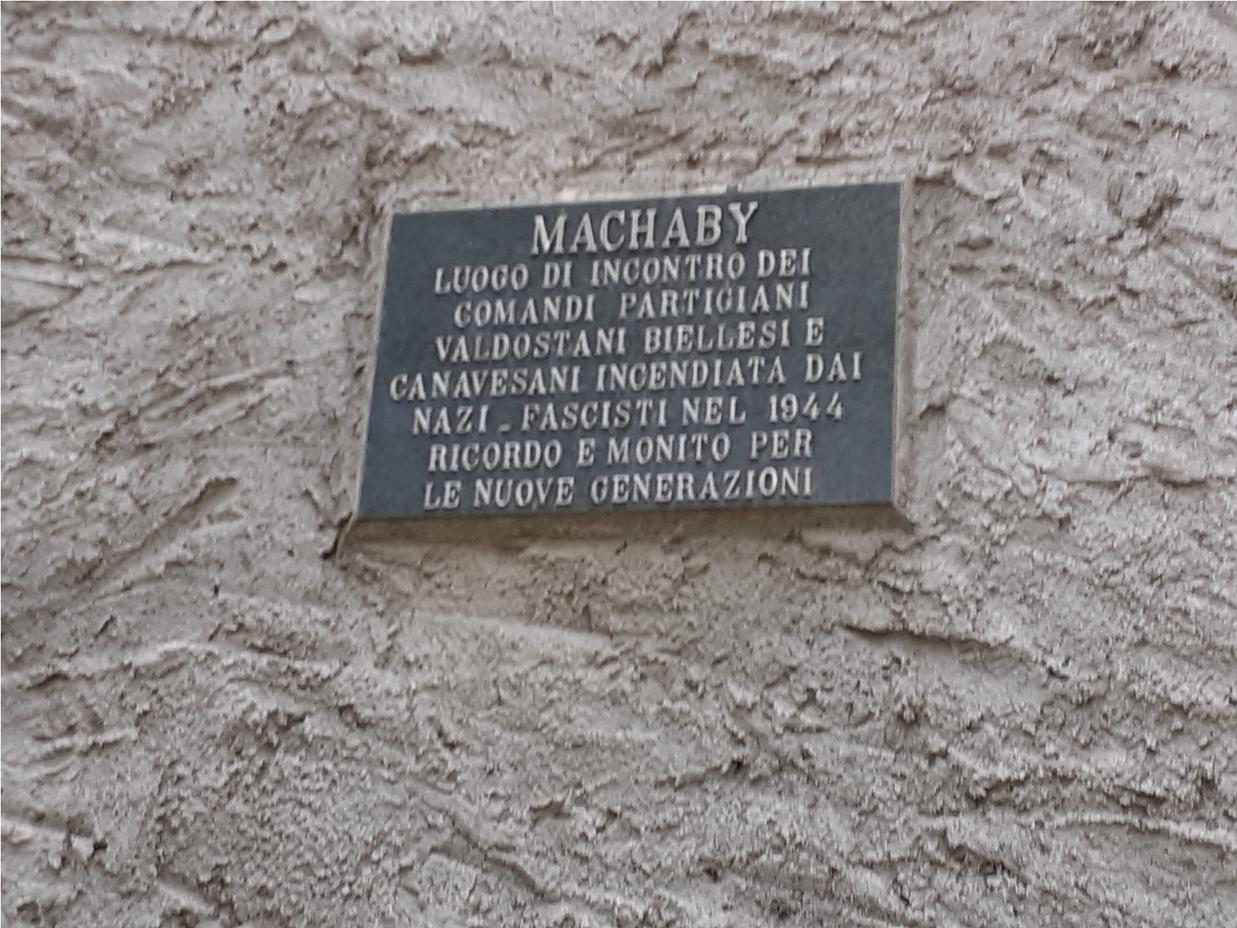 MACHABY
LUOGO DI INCONTRO DEI
COMANDI PARTIGIANI
VALDOSTANI BIELLESI E
CANAVESANI INCENDIATA DAI
NAZI - FASCISTI NEL 1944
RICORDO E MONITO PER
LE NUOVE GENERAZIONI